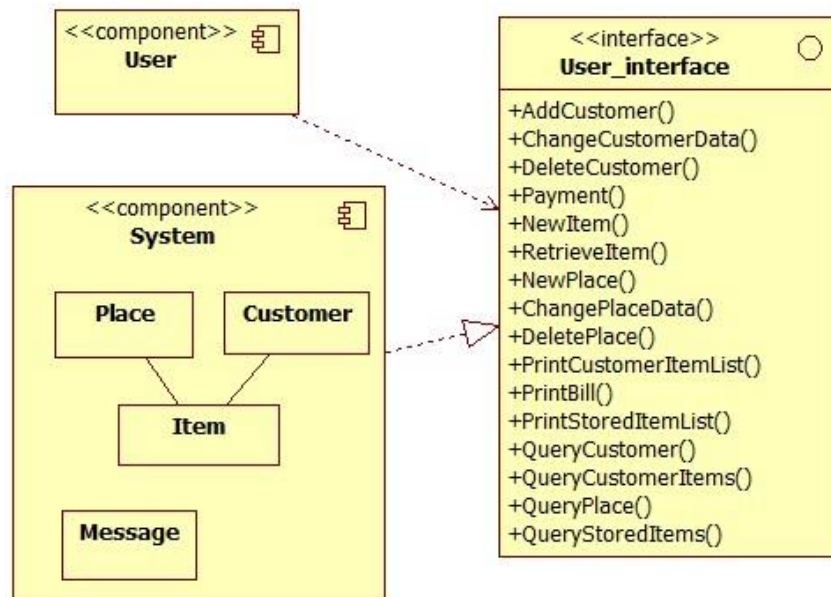 <<component>>
User
<<component>>
System
Place
Customer
Item
Message
<<interface>>
User_interface
+AddCustomer()
+ChangeCustomerData()
+DeleteCustomer()
+Payment()
+NewItem()
+RetrieveItem()
+NewPlace()
+ChangePlaceData()
+DeletePlace()
+PrintCustomerItemList()
+PrintBill()
+PrintStoredItemList()
+QueryCustomer()
+QueryCustomerItems()
+QueryPlace()
+QueryStoredItems()